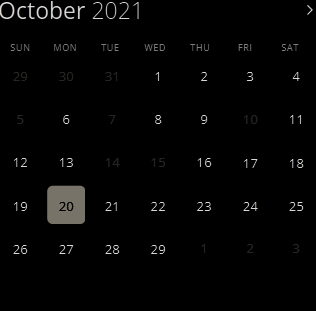 October 2021
SUN MON TUE WED THU FRI SAT
29 30 31 1 2 3 4
5 6 7 8 9 10 11
12 13 14 15 16 17 18
19 20 21 22 23 24 25
26 27 28 29 1 2 3